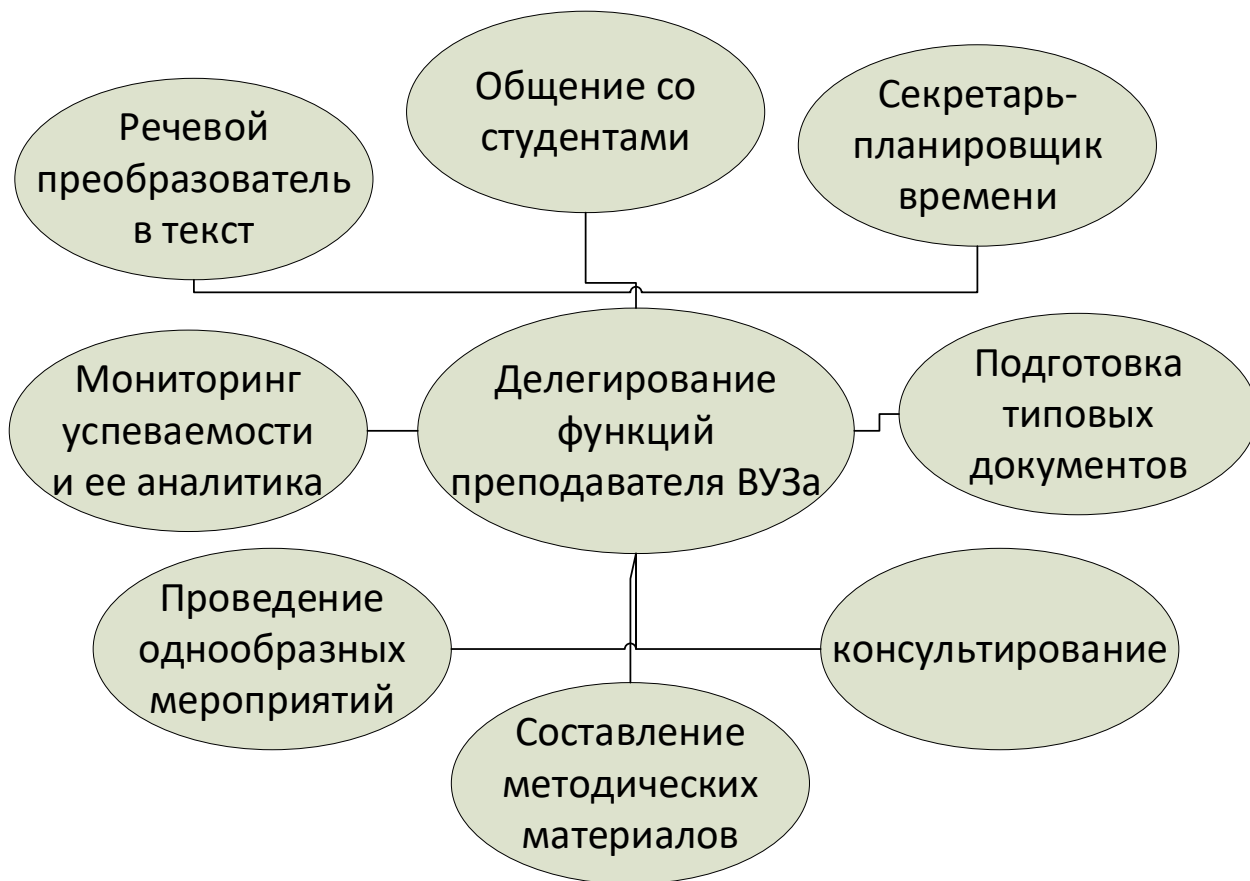 Речевой
преобразователь
в текст
Общение со
студентами
Секретарь-
планировщик
времени
Мониторинг
успеваемости
и ее аналитика
Делегирование
функций
преподавателя ВУЗа
Подготовка
типовых
документов
Проведение
однообразных
мероприятий
Составление
методических
материалов
консультирование